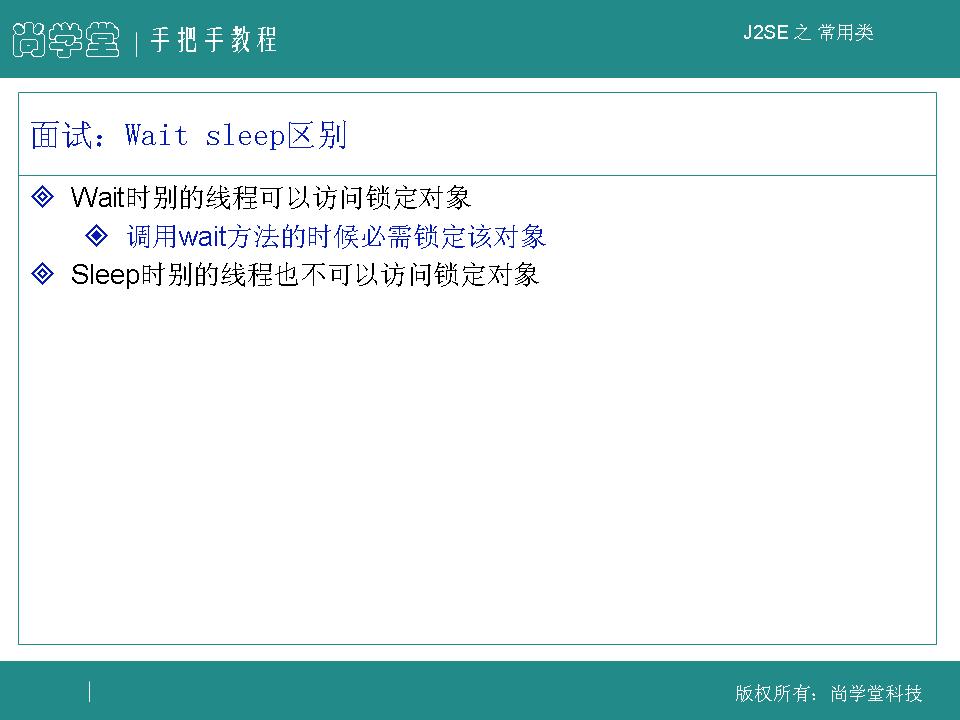 尚学堂 | 手把手教程
J2SE 之 常用类
面试：Wait sleep区别
Wait时别的线程可以访问锁定对象
调用wait方法的时候必需锁定该对象
Sleep时别的线程也不可以访问锁定对象
版权所有：尚学堂科技